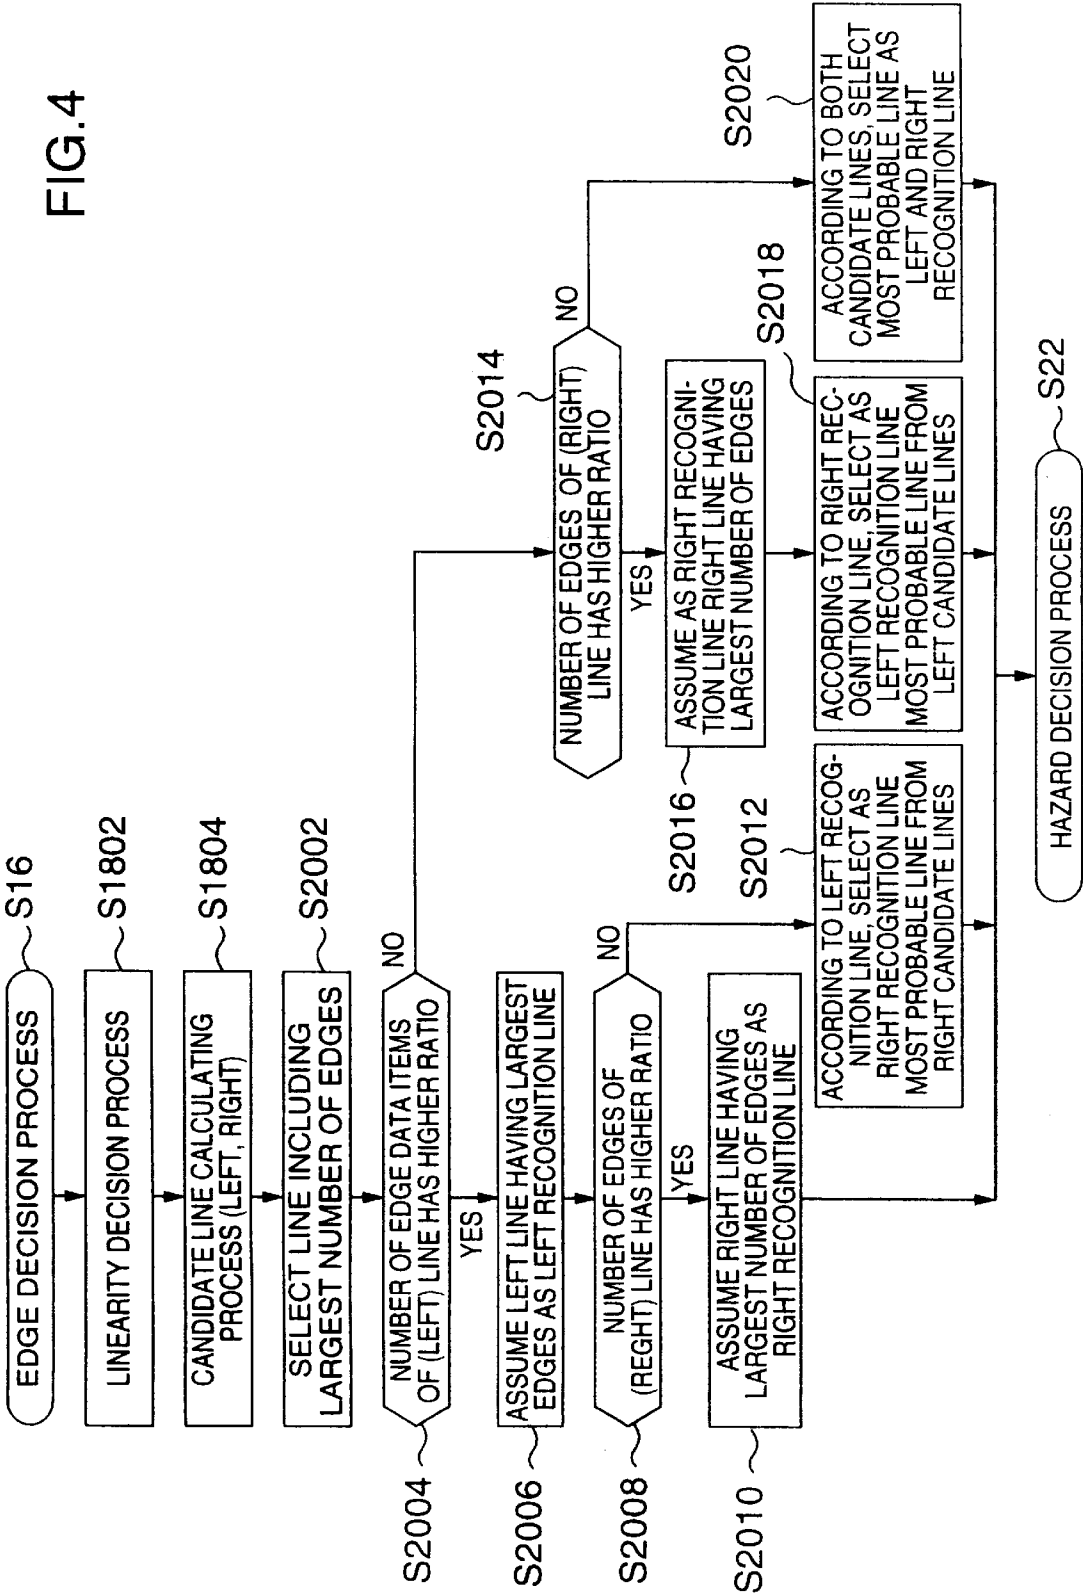 FIG.4
EDGE DECISION PROCESS
S16
LINEARITY DECISION PROCESS
S1802
CANDIDATE LINE CALCULATING
PROCESS (LEFT, RIGHT)
S1804
SELECT LINE INCLUDING
LARGEST NUMBER OF EDGES
S2002
NUMBER OF EDGE DATA ITEMS
OF (LEFT) LINE HAS HIGHER RATIO
S2004
NO
YES
ASSUME LEFT LINE HAVING LARGEST
EDGES AS LEFT RECOGNITION LINE
S2006
NUMBER OF EDGES OF
(REGHT) LINE HAS HIGHER RATIO
S2008
NO
YES
ASSUME RIGHT LINE HAVING
LARGEST NUMBER OF EDGES AS
RIGHT RECOGNITION LINE
S2010
ACCORDING TO LEFT RECOG-
NITION LINE, SELECT AS
RIGHT RECOGNITION LINE
MOST PROBABLE LINE FROM
RIGHT CANDIDATE LINES
S2012
NUMBER OF EDGES OF (RIGHT)
LINE HAS HIGHER RATIO
S2014
NO
YES
ASSUME AS RIGHT RECOGNI-
TION LINE RIGHT LINE HAVING
LARGEST NUMBER OF EDGES
S2016
ACCORDING TO RIGHT REC-
OGNITION LINE, SELECT AS
LEFT RECOGNITION LINE
MOST PROBABLE LINE FROM
LEFT CANDIDATE LINES
S2018
ACCORDING TO BOTH
CANDIDATE LINES, SELECT
MOST PROBABLE LINE AS
LEFT AND RIGHT
RECOGNITION LINE
S2020
HAZARD DECISION PROCESS
S22